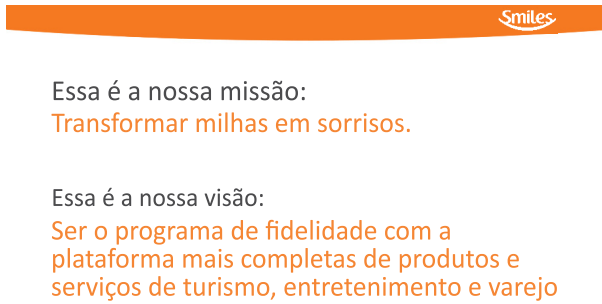 Smiles
Essa é a nossa missão:
Transformar milhas em sorrisos.
Essa é a nossa visão:
Ser o programa de fidelidade com a
plataforma mais completas de produtos e
serviços de turismo, entretenimento e varejo